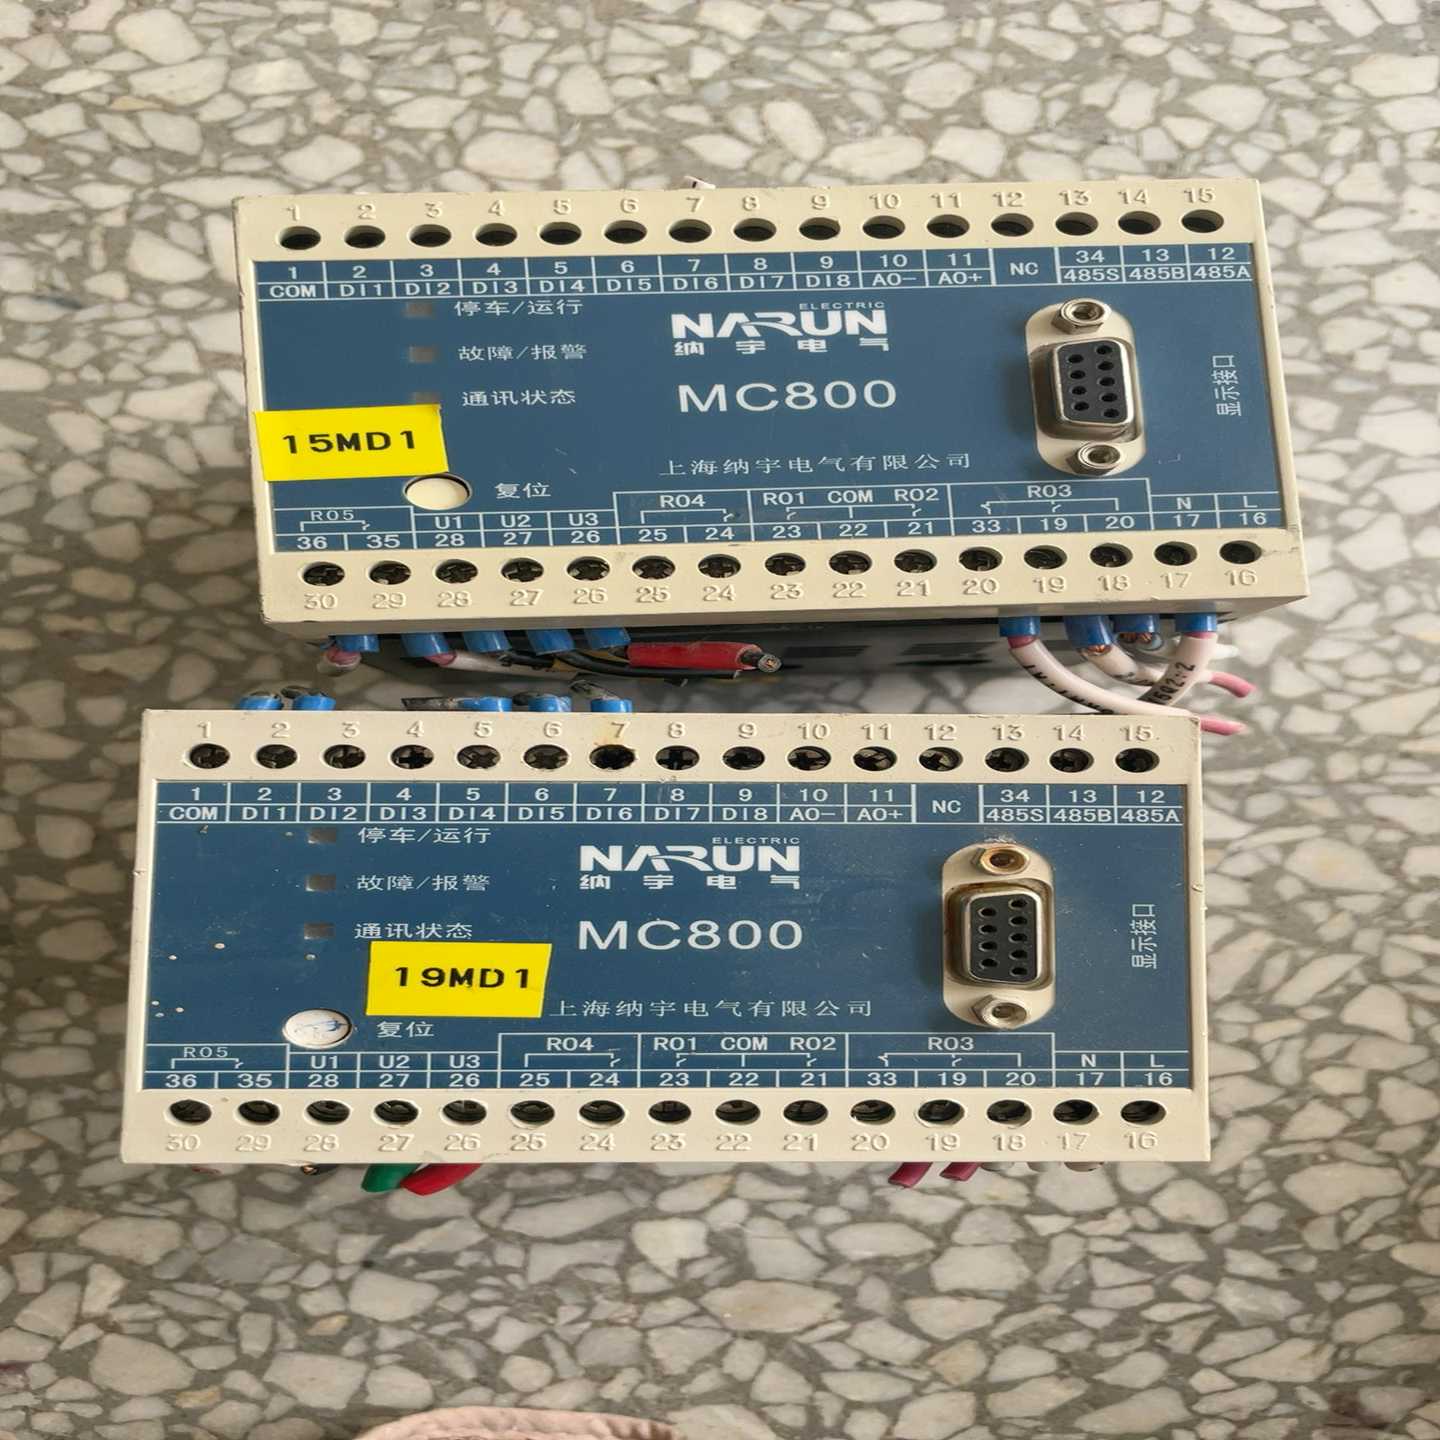 1 2 3 4 5 6 7 8 9 10 11 12 13 14 15
1 2 3 4 5 6 7 8 9 10 11 NC 34 13 12
COM DI1 DI2 DI3 DI4 DI5 DI6 DI7 DI8 AO- AO+ 485S 485B 485A
停车/运行
ELECTRIC
NARUN
纳宇电气
故障/报警
通讯状态
MC800
显示接口
15MD1
上海纳宇电气有限公司
复位
RO5 U1 U2 U3 RO4 RO1 COM RO2 RO3 N L
36 35 28 27 26 25 24 23 22 21 33 19 20 17 16
30 29 28 27 26 25 24 23 22 21 20 19 18 17 16
1 2 3 4 5 6 7 8 9 10 11 12 13 14 15
1 2 3 4 5 6 7 8 9 10 11 NC 34 13 12
COM DI1 DI2 DI3 DI4 DI5 DI6 DI7 DI8 AO- AO+ 485S 485B 485A
停车/运行
ELECTRIC
NARUN
纳宇电气
故障/报警
通讯状态
MC800
显示接口
19MD1
上海纳宇电气有限公司
复位
RO5 U1 U2 U3 RO4 RO1 COM RO2 RO3 N L
36 35 28 27 26 25 24 23 22 21 33 19 20 17 16
30 29 28 27 26 25 24 23 22 21 20 19 18 17 16